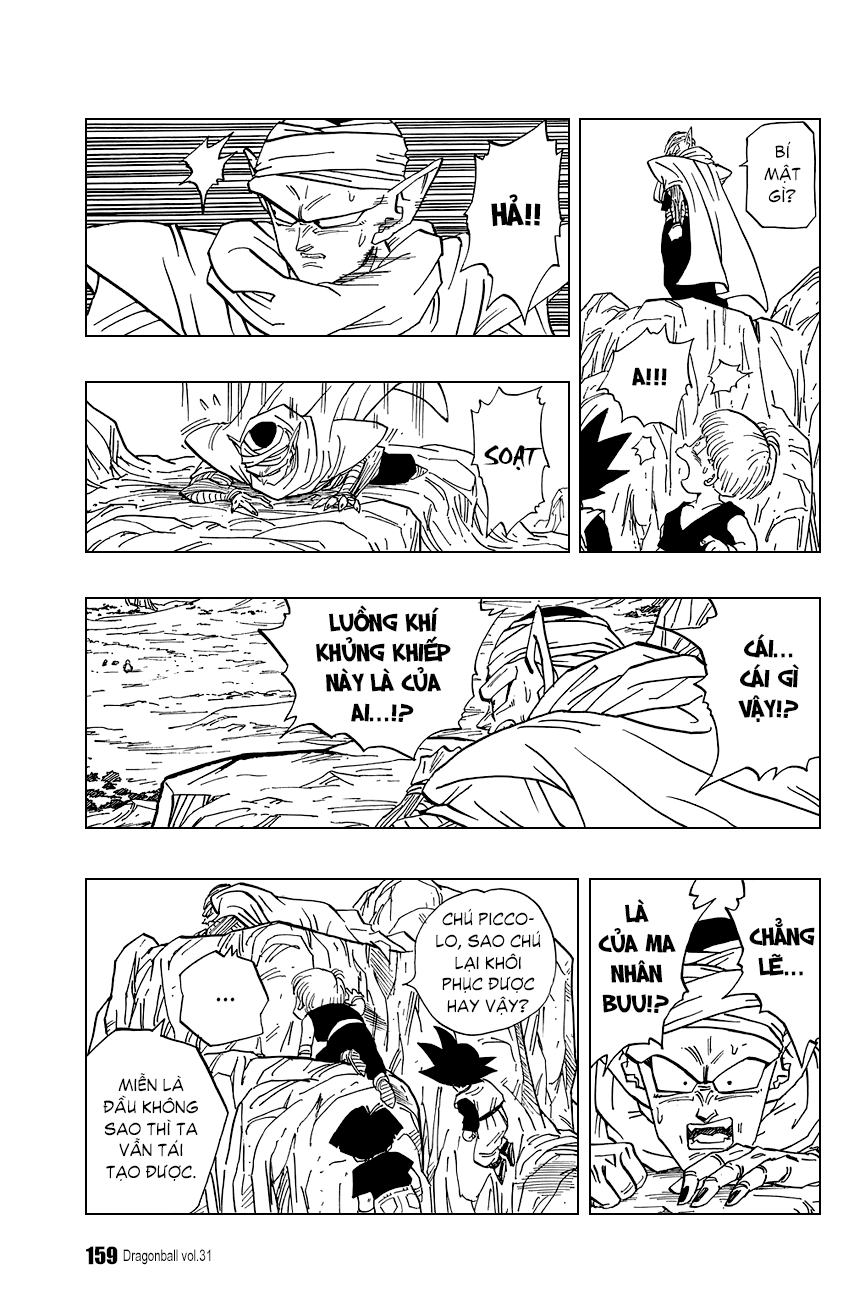 BÍ
MẬT
GÌ?
A!!!
HẢ!!
SOẠT
CÁI...
CÁI GÌ
VẬY!?
LUỒNG KHÍ
KHỦNG KHIẾP
NÀY LÀ CỦA
AI...!?
CHẲNG
LẼ...
LÀ
CỦA MA
NHÂN
BUU!?
CHÚ PICCO-
LO, SAO CHÚ
LẠI KHÔI
PHỤC ĐƯỢC
HAY VẬY?
...
MIỄN LÀ
ĐẦU KHÔNG
SAO THÌ TA
VẪN TÁI
TẠO ĐƯỢC.
159 Dragonball vol.31